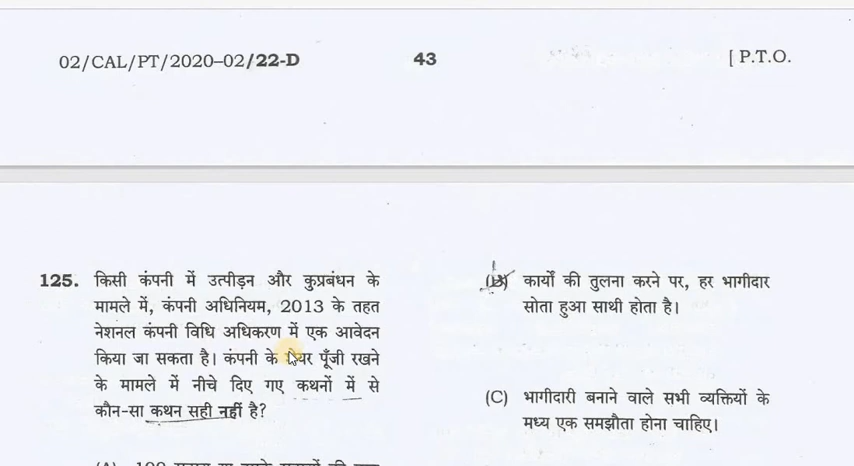 02/CAL/PT/2020–02/22-D 43 [ P.T.O.
125. किसी कंपनी में उत्पीड़न और कुप्रबंधन के
मामले में, कंपनी अधिनियम, 2013 के तहत
नेशनल कंपनी विधि अधिकरण में एक आवेदन
किया जा सकता है। कंपनी के शेयर पूँजी रखने
के मामले में नीचे दिए गए कथनों में से
कौन-सा कथन सही नहीं है?
(B) कार्यों की तुलना करने पर, हर भागीदार
सोता हुआ साथी होता है।
(C) भागीदारी बनाने वाले सभी व्यक्तियों के
मध्य एक समझौता होना चाहिए।